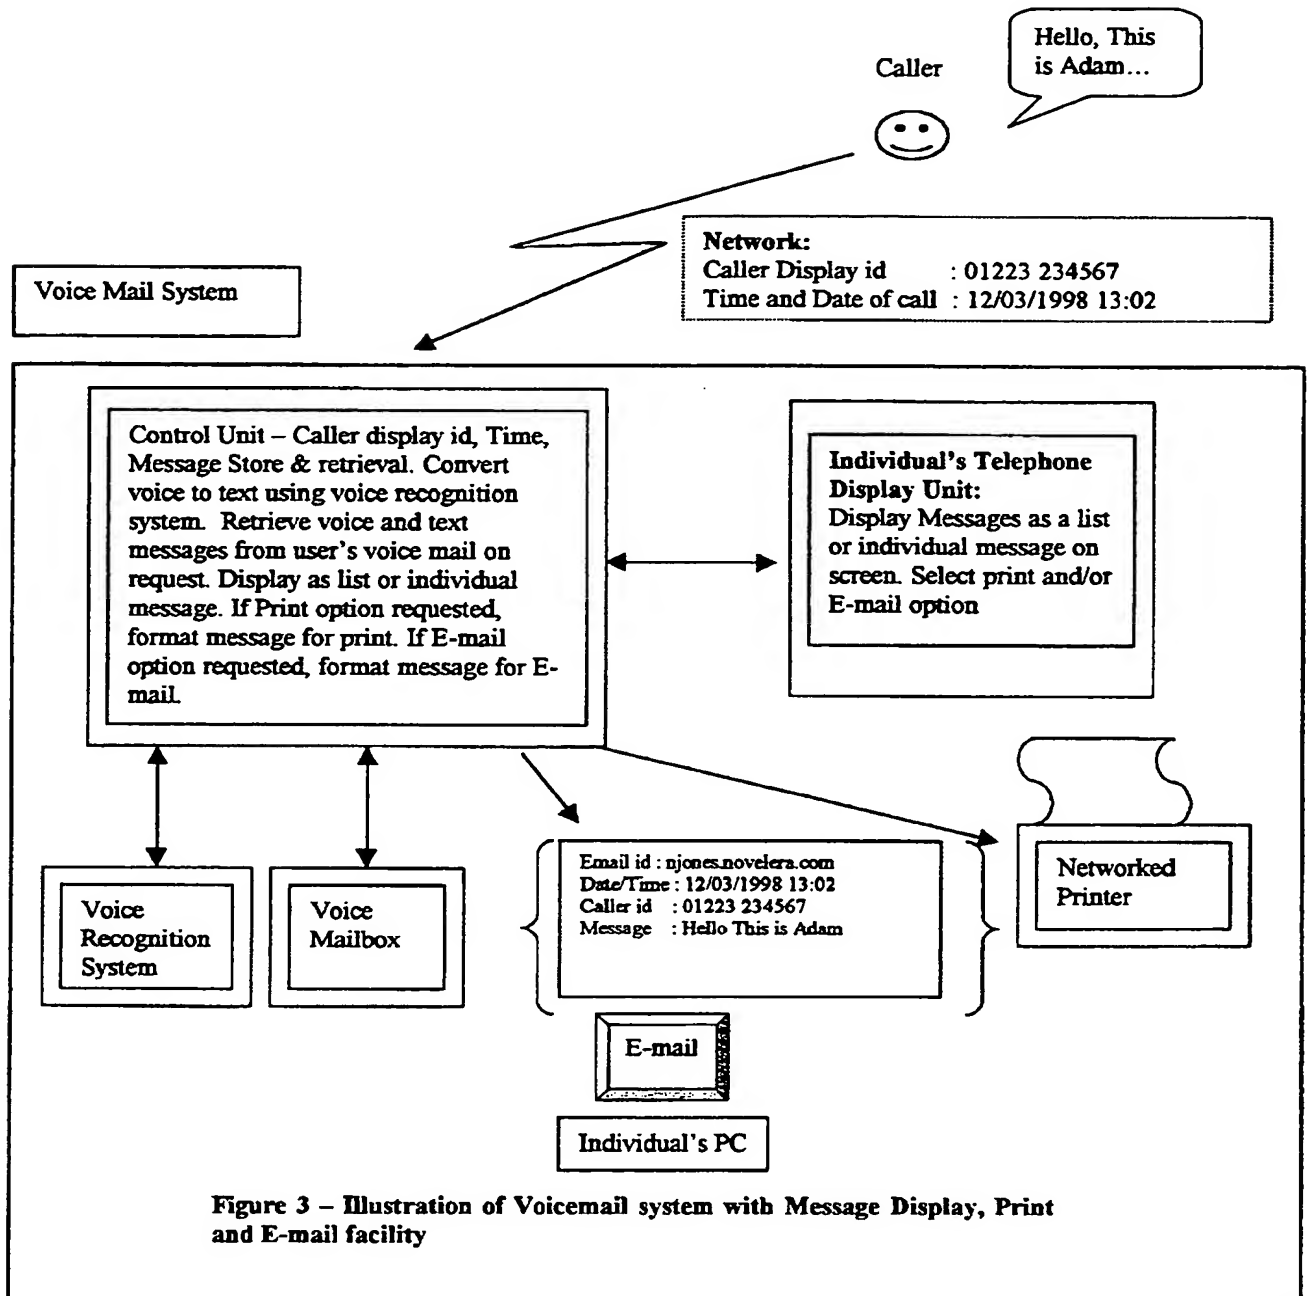 Hello, This
is Adam...
Caller
Network:
Caller Display id : 01223 234567
Time and Date of call : 12/03/1998 13:02
Voice Mail System
Control Unit – Caller display id, Time,
Message Store & retrieval. Convert
voice to text using voice recognition
system. Retrieve voice and text
messages from user's voice mail on
request. Display as list or individual
message. If Print option requested,
format message for print. If E-mail
option requested, format message for E-
mail.
Individual's Telephone
Display Unit:
Display Messages as a list
or individual message on
screen. Select print and/or
E-mail option
Voice
Recognition
System
Voice
Mailbox
Email id : njones.novelera.com
Date/Time : 12/03/1998 13:02
Caller id : 01223 234567
Message : Hello This is Adam
Networked
Printer
E-mail
Individual's PC
Figure 3 – Illustration of Voicemail system with Message Display, Print
and E-mail facility